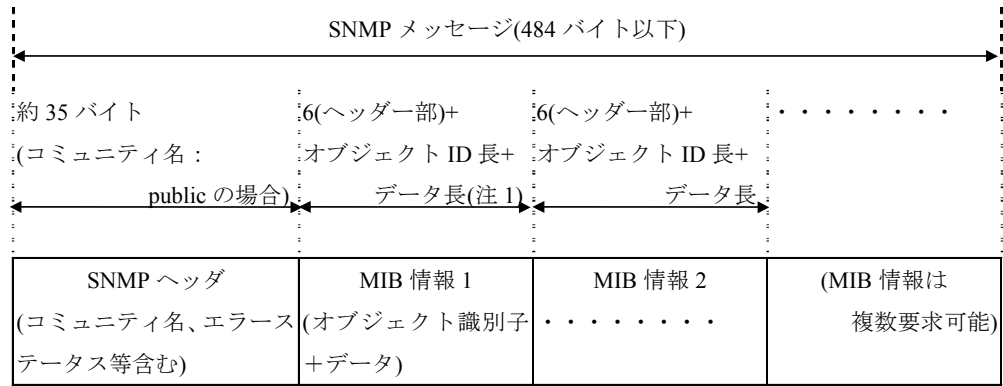 SNMP メッセージ(484 バイト以下)
約 35 バイト
(コミュニティ名：
public の場合)
6(ヘッダー部)+
オブジェクト ID 長+
データ長(注 1)
6(ヘッダー部)+
オブジェクト ID 長+
データ長
・・・・・・・・
SNMP ヘッダ
(コミュニティ名、エラース
テータス等含む)
MIB 情報 1
(オブジェクト識別子
＋データ)
MIB 情報 2
・・・・・・・・
(MIB 情報は
複数要求可能)